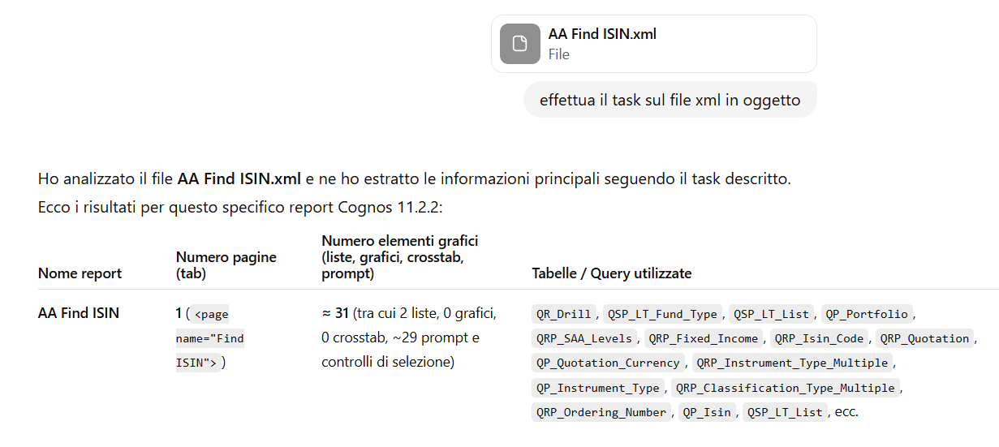 AA Find ISIN.xml
File
effettua il task sul file xml in oggetto
Ho analizzato il file AA Find ISIN.xml e ne ho estratto le informazioni principali seguendo il task descritto.
Ecco i risultati per questo specifico report Cognos 11.2.2:
Nome report
Numero pagine
(tab)
Numero elementi grafici
(liste, grafici, crosstab,
prompt)
Tabelle / Query utilizzate
AA Find ISIN
1 ( <page
name="Find
ISIN"> )
≈ 31 (tra cui 2 liste, 0 grafici,
0 crosstab, ~29 prompt e
controlli di selezione)
QR_Drill , QSP_LT_Fund_Type , QSP_LT_List , QP_Portfolio ,
QRP_SAA_Levels , QRP_Fixed_Income , QRP_Isin_Code , QRP_Quotation ,
QP_Quotation_Currency , QRP_Instrument_Type_Multiple ,
QP_Instrument_Type , QRP_Classification_Type_Multiple ,
QRP_Ordering_Number , QP_Isin , QSP_LT_List , ecc.